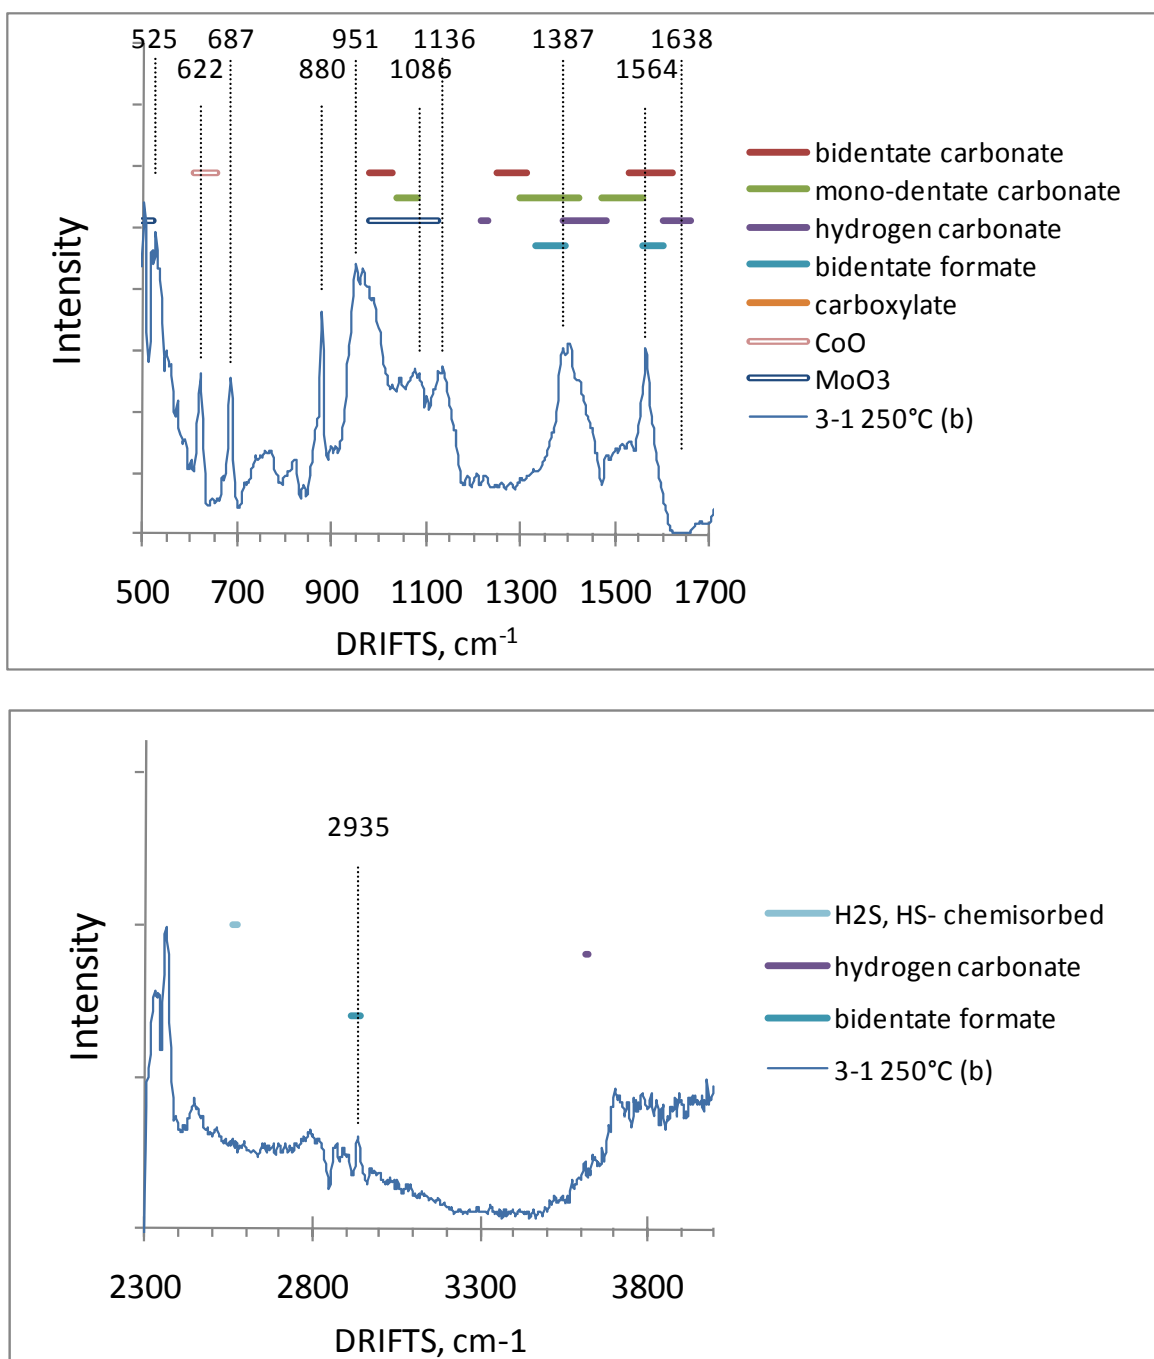 525 687 951 1136 1387 1638
622 880 1086 1564
Intensity
bidentate carbonate
mono-dentate carbonate
hydrogen carbonate
bidentate formate
carboxylate
CoO
MoO3
3-1 250°C (b)
500 700 900 1100 1300 1500 1700
DRIFTS, cm-1
2935
Intensity
H2S, HS- chemisorbed
hydrogen carbonate
bidentate formate
3-1 250°C (b)
2300 2800 3300 3800
DRIFTS, cm-1